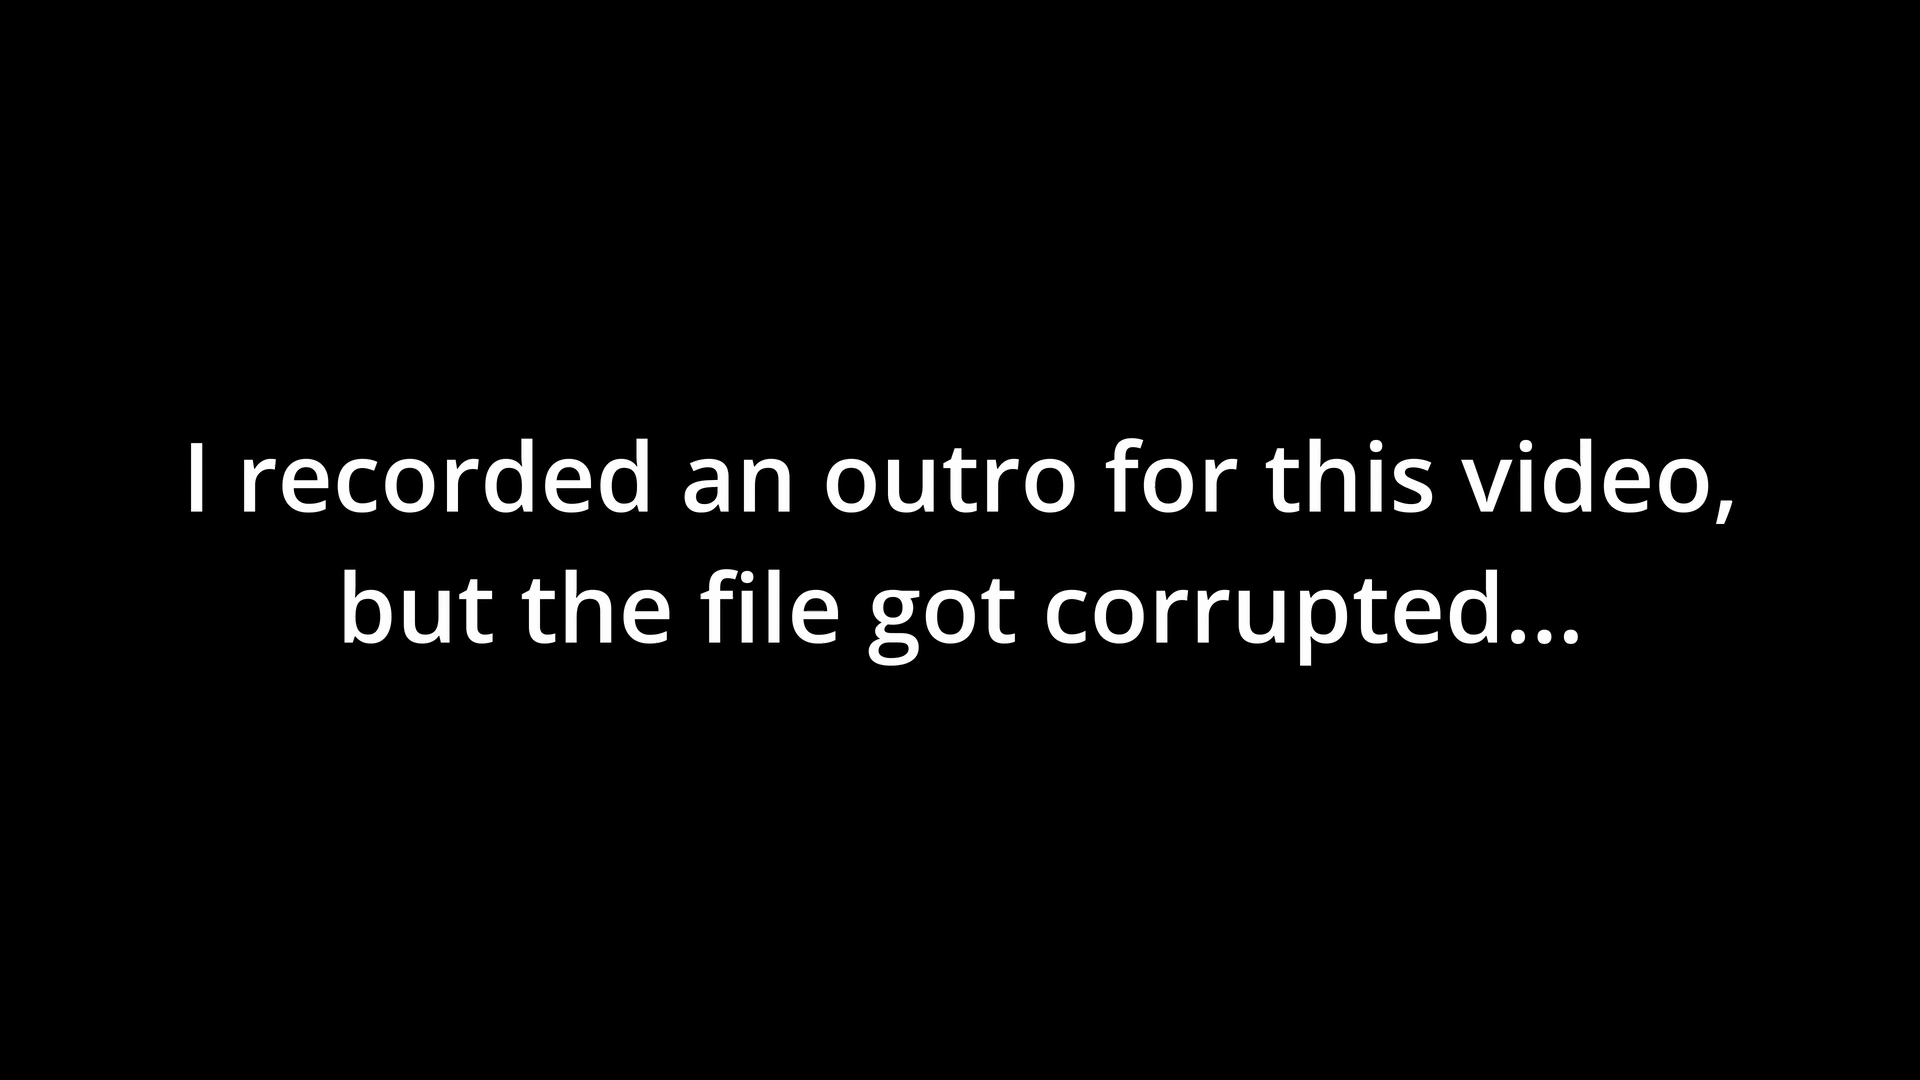 I recorded an outro for this video,
but the file got corrupted...